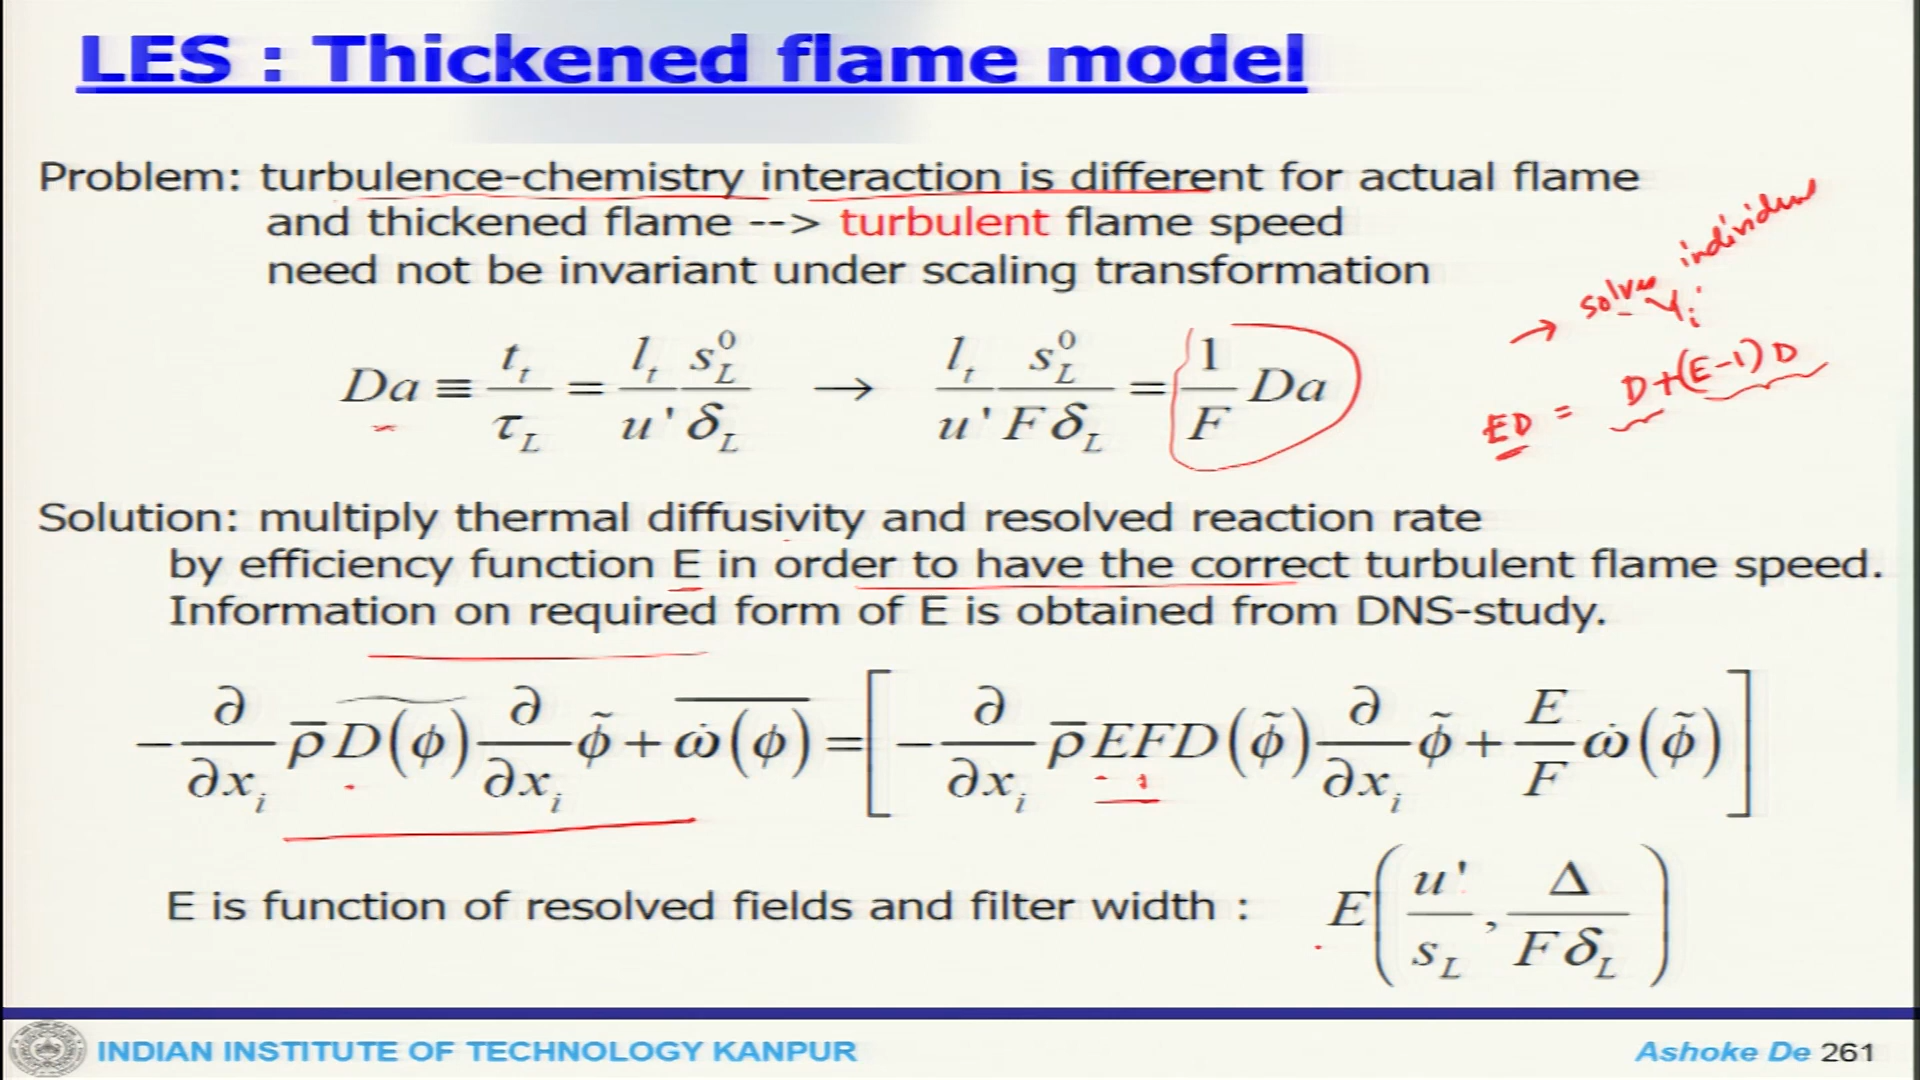 LES : Thickened flame model
Problem: turbulence-chemistry interaction is different for actual flame
and thickened flame --> turbulent flame speed
need not be invariant under scaling transformation
→ solve individual Y_i
Da ≡ t_t / τ_L = l_t / u' s_L^0 / δ_L → l_t / u' s_L^0 / F δ_L = 1 / F Da
ED = D + (E-1) D
Solution: multiply thermal diffusivity and resolved reaction rate
by efficiency function E in order to have the correct turbulent flame speed.
Information on required form of E is obtained from DNS-study.
− ∂/∂x_i ρ̄ D(ϕ) ∂/∂x_i ϕ̃ + ω̇(ϕ) = [ − ∂/∂x_i ρ̄ EFD(ϕ̃) ∂/∂x_i ϕ̃ + E/F ω̇(ϕ̃) ]
E is function of resolved fields and filter width : E( u' / s_L , Δ / F δ_L )
INDIAN INSTITUTE OF TECHNOLOGY KANPUR
Ashoke De 261